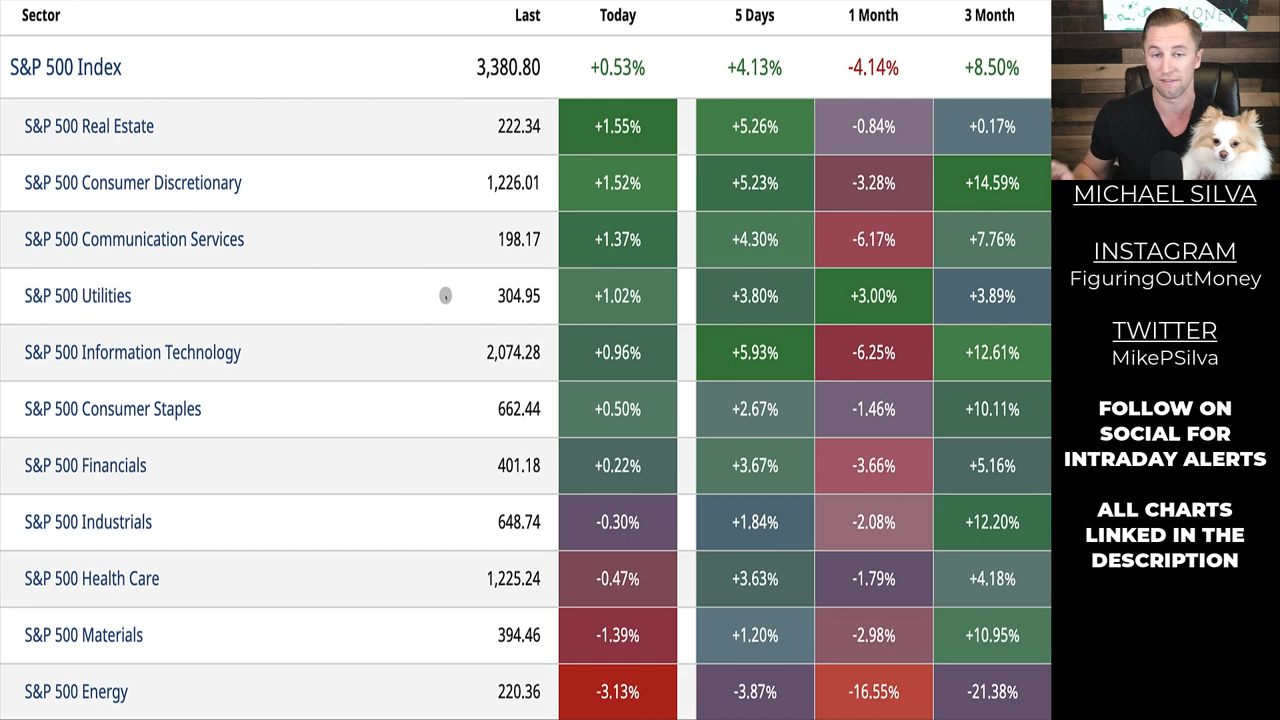 Sector Last Today 5 Days 1 Month 3 Month
S&P 500 Index 3,380.80 +0.53% +4.13% -4.14% +8.50%
S&P 500 Real Estate 222.34 +1.55% +5.26% -0.84% +0.17%
S&P 500 Consumer Discretionary 1,226.01 +1.52% +5.23% -3.28% +14.59%
S&P 500 Communication Services 198.17 +1.37% +4.30% -6.17% +7.76%
S&P 500 Utilities 304.95 +1.02% +3.80% +3.00% +3.89%
S&P 500 Information Technology 2,074.28 +0.96% +5.93% -6.25% +12.61%
S&P 500 Consumer Staples 662.44 +0.50% +2.67% -1.46% +10.11%
S&P 500 Financials 401.18 +0.22% +3.67% -3.66% +5.16%
S&P 500 Industrials 648.74 -0.30% +1.84% -2.08% +12.20%
S&P 500 Health Care 1,225.24 -0.47% +3.63% -1.79% +4.18%
S&P 500 Materials 394.46 -1.39% +1.20% -2.98% +10.95%
S&P 500 Energy 220.36 -3.13% -3.87% -16.55% -21.38%
MONEY
MICHAEL SILVA
INSTAGRAM
FiguringOutMoney
TWITTER
MikePSilva
FOLLOW ON
SOCIAL FOR
INTRADAY ALERTS
ALL CHARTS
LINKED IN THE
DESCRIPTION